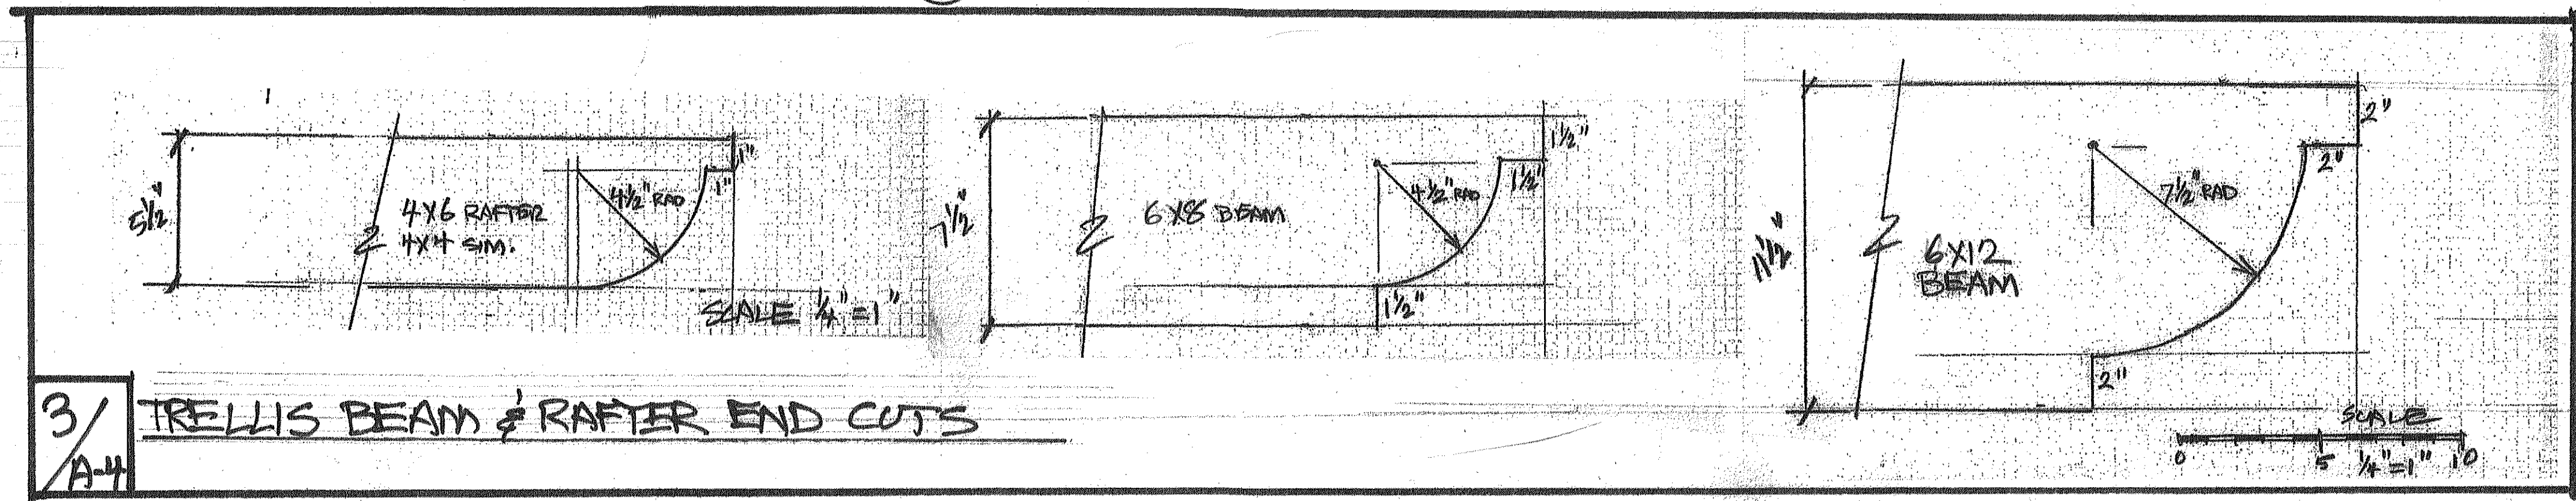 5½"
4X6 RAFTER
4X4 SIM.
4½" RAD
1"
1"
SCALE ¼"=1"
7½"
6X8 BEAM
4½" RAD
1½"
1½"
1½"
11½"
6X12
BEAM
7½" RAD
2"
2"
2"
SCALE
0 5 ¼"=1" 10
3/A-4
TRELLIS BEAM & RAFTER END CUTS